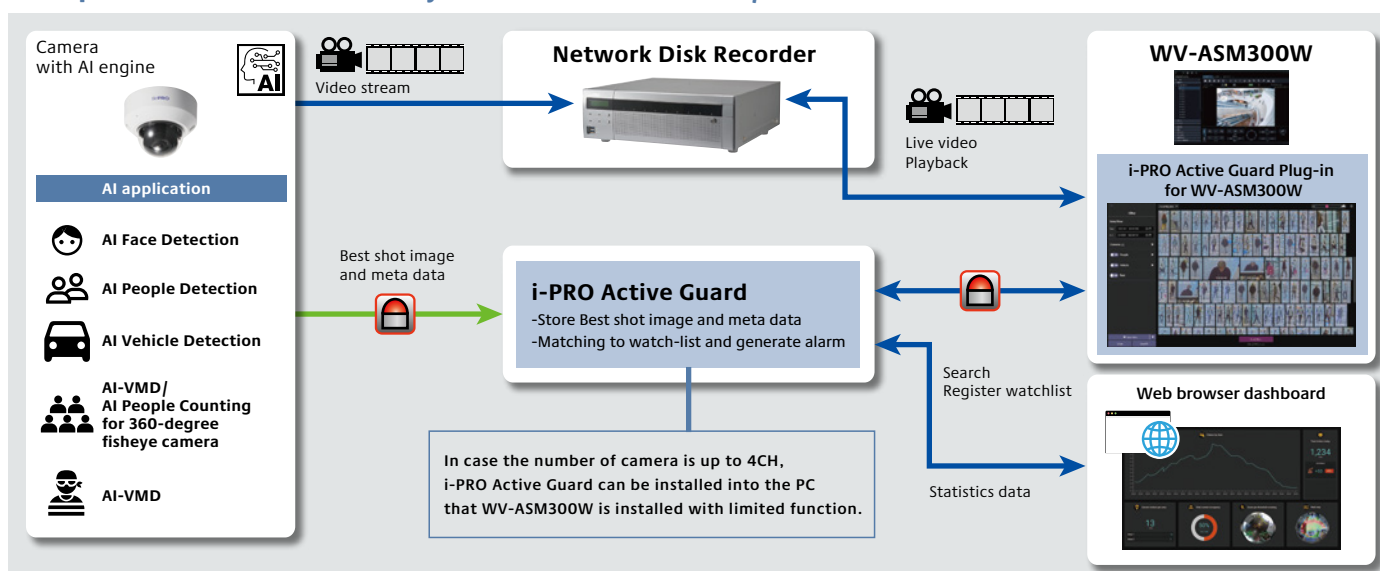 Camera
with AI engine
AI
i-PRO
AI application
AI Face Detection
AI People Detection
AI Vehicle Detection
AI-VMD/
AI People Counting
for 360-degree
fisheye camera
AI-VMD
Video stream
Network Disk Recorder
Live video
Playback
WV-ASM300W
i-PRO Active Guard Plug-in
for WV-ASM300W
Best shot image
and meta data
i-PRO Active Guard
-Store Best shot image and meta data
-Matching to watch-list and generate alarm
Search
Register watchlist
Statistics data
In case the number of camera is up to 4CH,
i-PRO Active Guard can be installed into the PC
that WV-ASM300W is installed with limited function.
Web browser dashboard
1,234
13